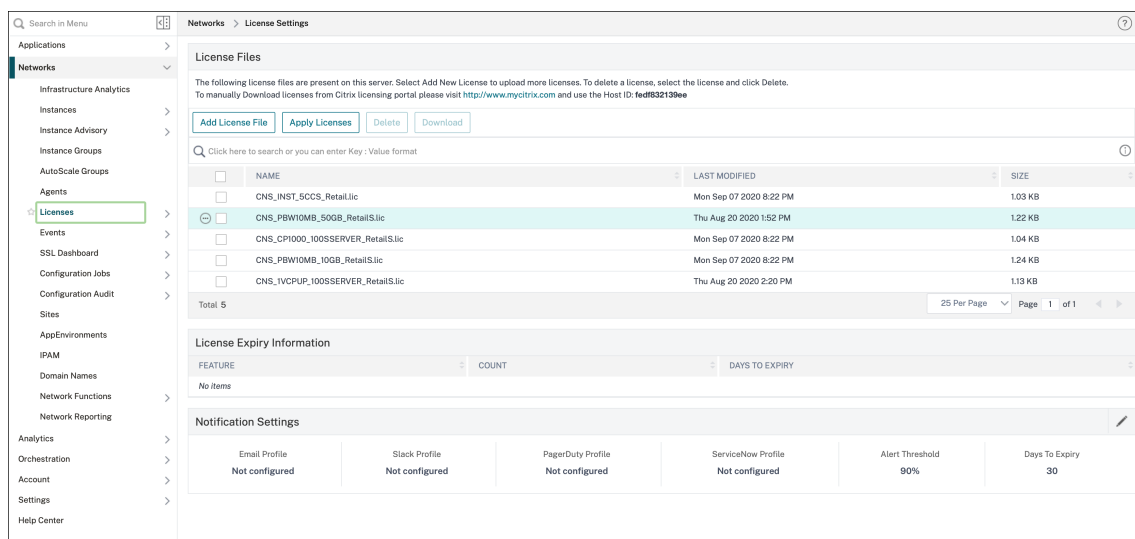 Search in Menu
Applications
Networks
Infrastructure Analytics
Instances
Instance Advisory
Instance Groups
AutoScale Groups
Agents
Licenses
Events
SSL Dashboard
Configuration Jobs
Configuration Audit
Sites
AppEnvironments
IPAM
Domain Names
Network Functions
Network Reporting
Analytics
Orchestration
Account
Settings
Help Center
Networks > License Settings
License Files
The following license files are present on this server. Select Add New License to upload more licenses. To delete a license, select the license and click Delete.
To manually Download licenses from Citrix licensing portal please visit http://www.mycitrix.com and use the Host ID: fedf832139ee
Add License File Apply Licenses Delete Download
Click here to search or you can enter Key : Value format
NAME LAST MODIFIED SIZE
CNS_INST_5CCS_Retail.lic Mon Sep 07 2020 8:22 PM 1.03 KB
CNS_PBW10MB_50GB_RetailS.lic Thu Aug 20 2020 1:52 PM 1.22 KB
CNS_CP1000_100SSERVER_RetailS.lic Mon Sep 07 2020 8:22 PM 1.04 KB
CNS_PBW10MB_10GB_RetailS.lic Mon Sep 07 2020 8:22 PM 1.24 KB
CNS_1VCPUP_100SSERVER_RetailS.lic Thu Aug 20 2020 2:20 PM 1.13 KB
Total 5 25 Per Page Page 1 of 1
License Expiry Information
FEATURE COUNT DAYS TO EXPIRY
No items
Notification Settings
Email Profile Slack Profile PagerDuty Profile ServiceNow Profile Alert Threshold Days To Expiry
Not configured Not configured Not configured Not configured 90% 30